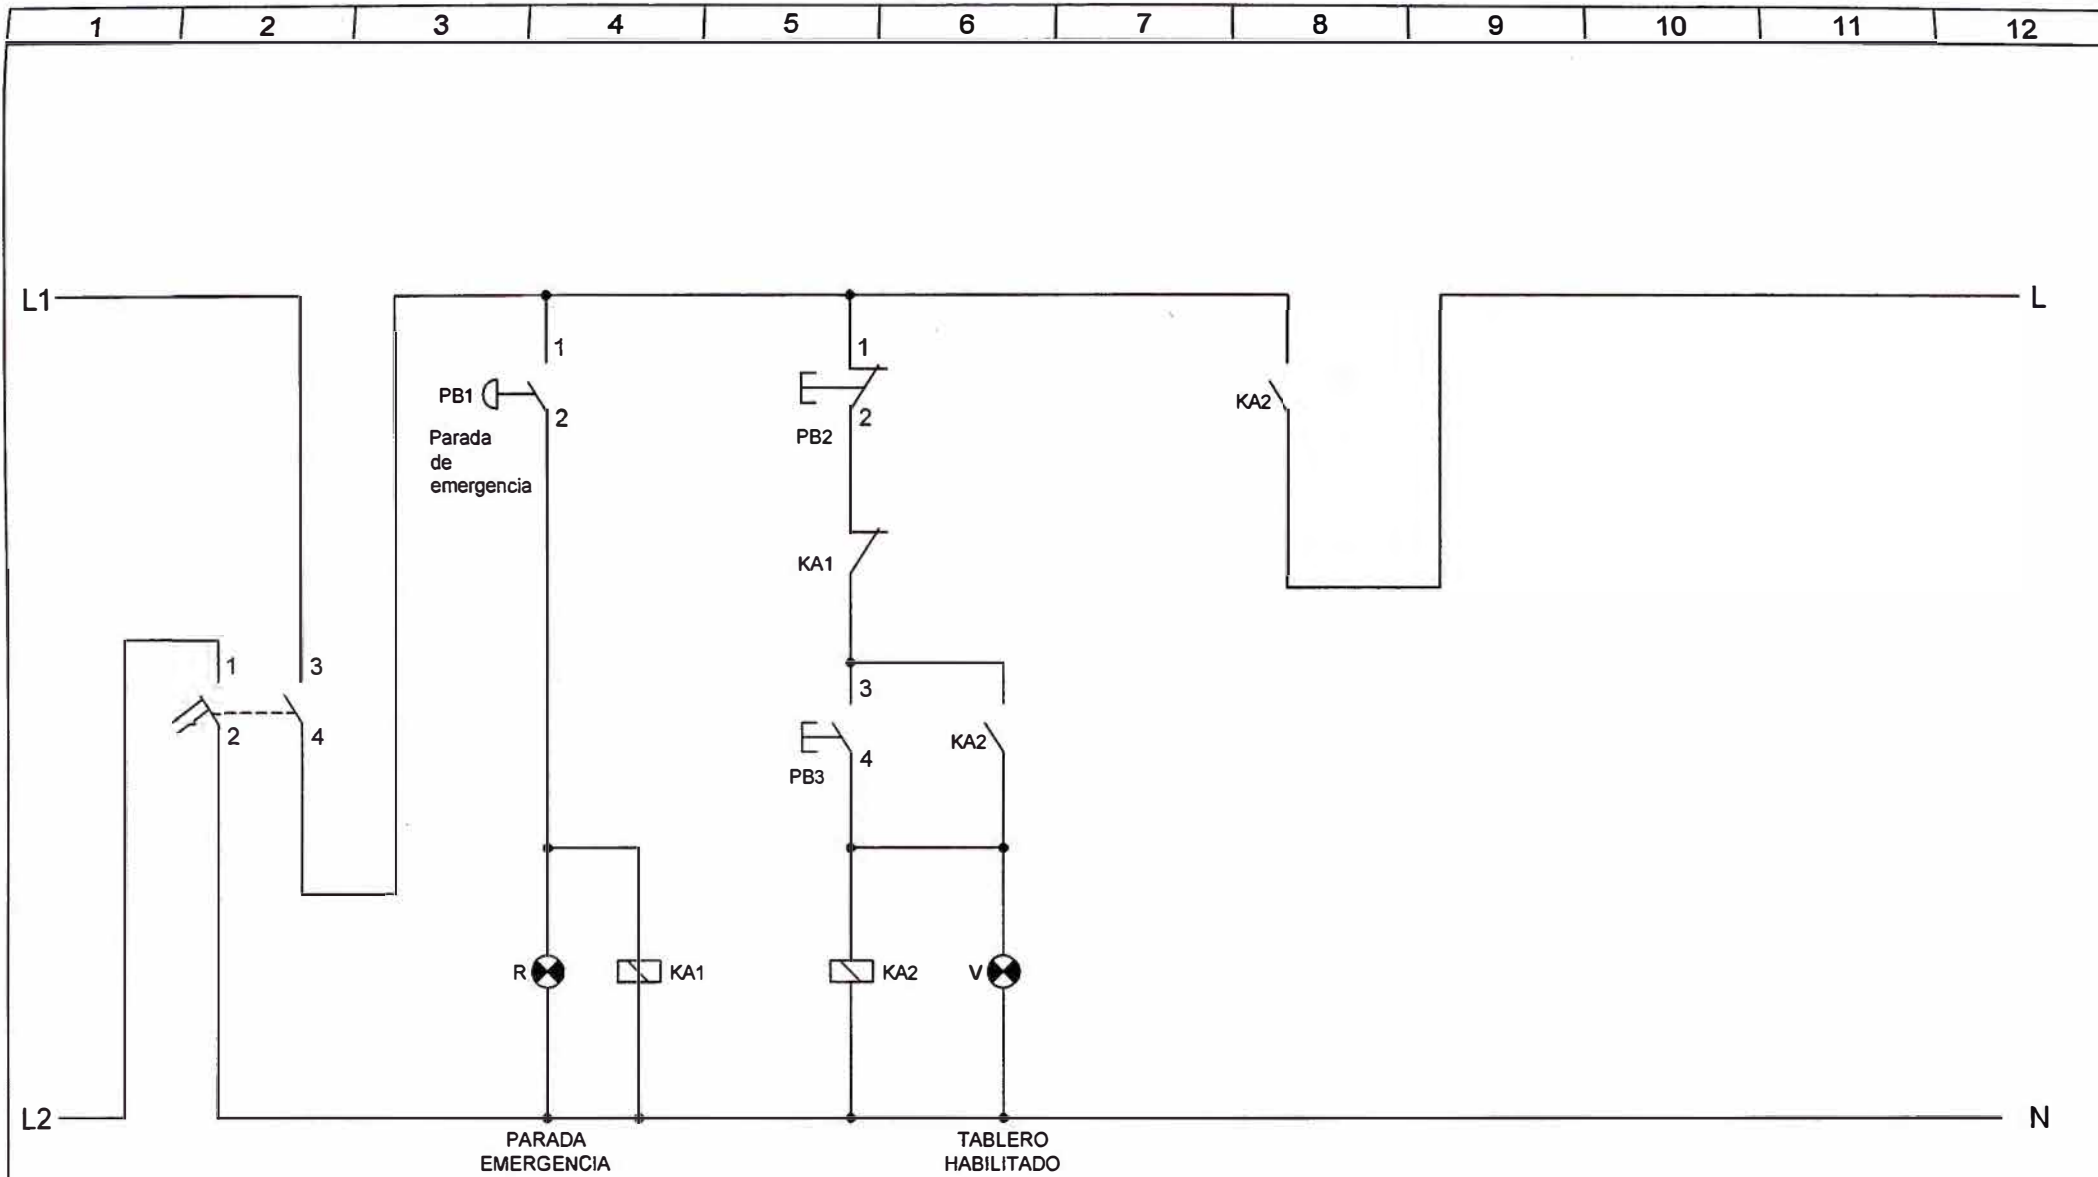 1 2 3 4 5 6 7 8 9 10 11 12
L1
L
1
1
PB1
2
2
KA2
Parada
de
emergencia
PB2
KA1
1
3
3
2
4
4
KA2
PB3
R
KA1
KA2
V
L2
N
PARADA
EMERGENCIA
TABLERO
HABILITADO